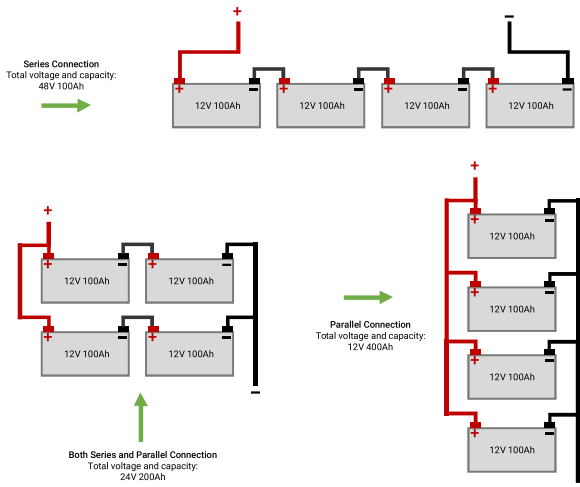 +
–
Series Connection
Total voltage and capacity:
48V 100Ah
+ –
+ –
+ –
+ –
12V 100Ah
12V 100Ah
12V 100Ah
12V 100Ah
+
+ –
+ –
12V 100Ah
12V 100Ah
+ –
+ –
12V 100Ah
12V 100Ah
–
Both Series and Parallel Connection
Total voltage and capacity:
24V 200Ah
Parallel Connection
Total voltage and capacity:
12V 400Ah
+
+ –
12V 100Ah
+ –
12V 100Ah
+ –
12V 100Ah
+ –
12V 100Ah